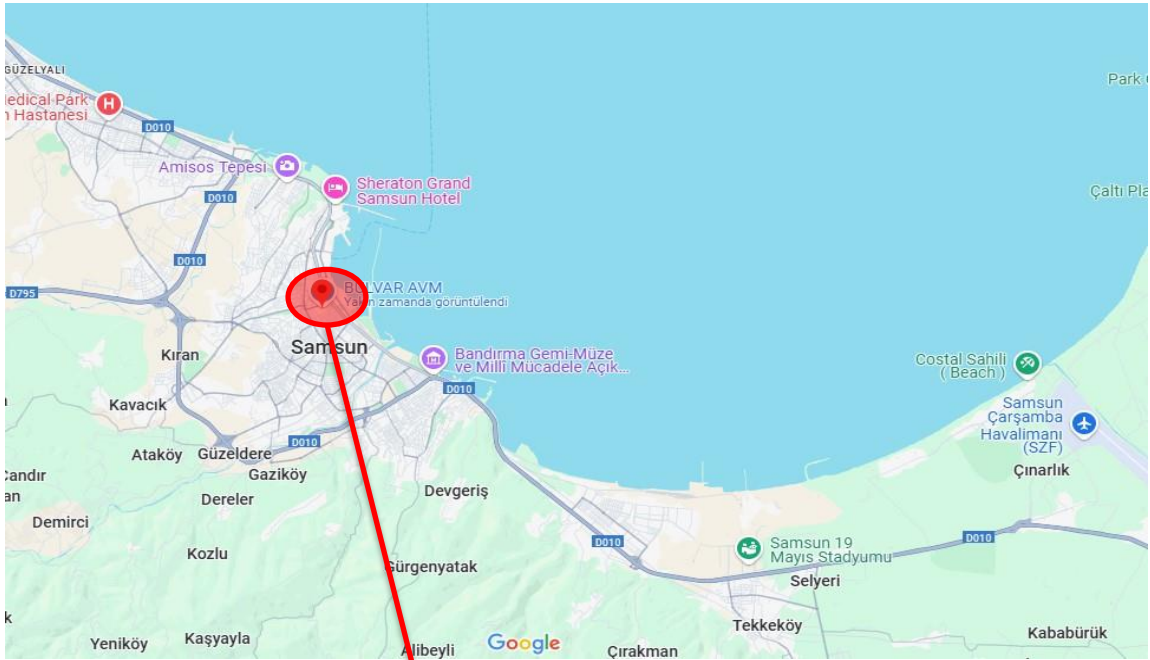 GÜZELYALI
Medical Park
n Hastanesi
D010
Park
Amisos Tepesi
Sheraton Grand
Samsun Hotel
D010
Çaltı
D010
D795
BULVAR AVM
Yakın zamanda görüntülendi
Samsun
Kıran
Bandırma Gemi-Müze
ve Milli Mücadele Açık...
D010
Costal Sahili
( Beach )
Kavacık
Samsun
Çarşamba
Havalimanı
(SZF)
D010
Ataköy
Güzeldere
Gaziköy
Çınarlık
Çandır
an
Dereler
Devgeriş
Demirci
D010
D010
Samsun 19
Mayıs Stadyumu
Kozlu
Gürgenyatak
Selyeri
k
Tekkeköy
Yeniköy
Kaşyayla
Alibeyli
Google
Çırakman
Kababürük